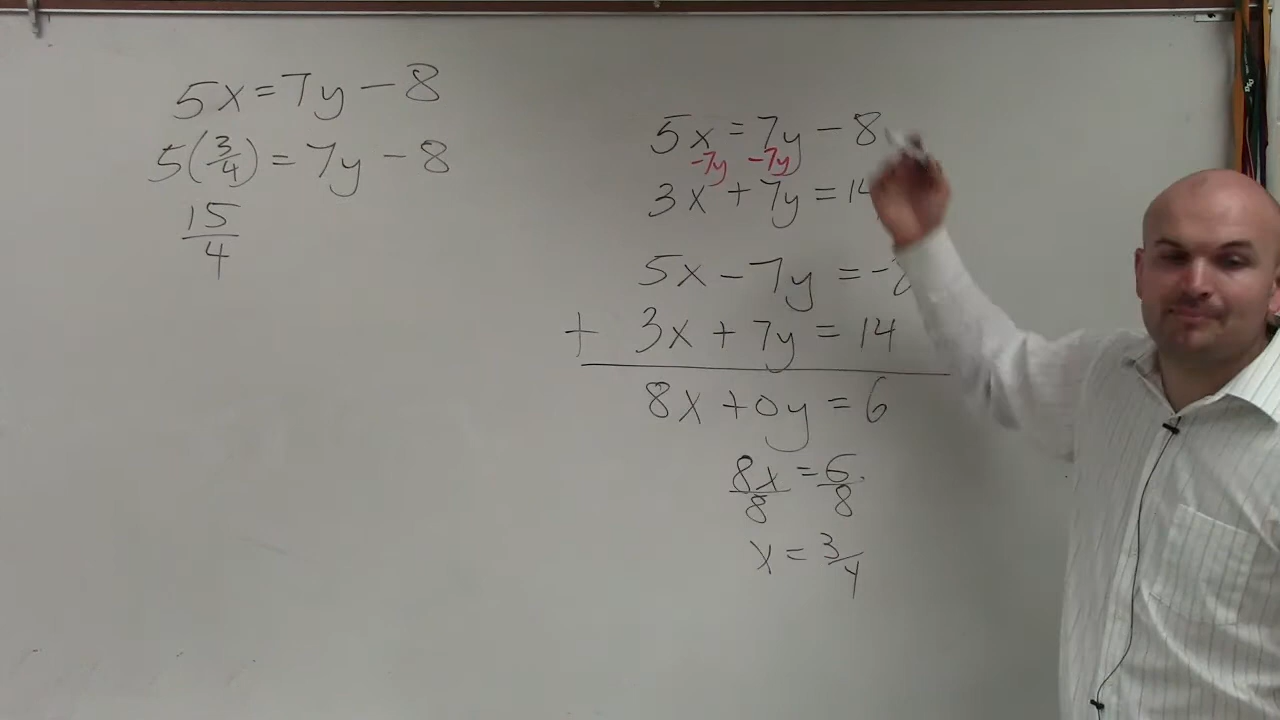 5x = 7y - 8
5(3/4) = 7y - 8
15/4
5x = 7y - 8
-7y -7y
3x + 7y = 14
5x - 7y = -8
+ 3x + 7y = 14
8x + 0y = 6
8x/8 = 6/8
x = 3/4